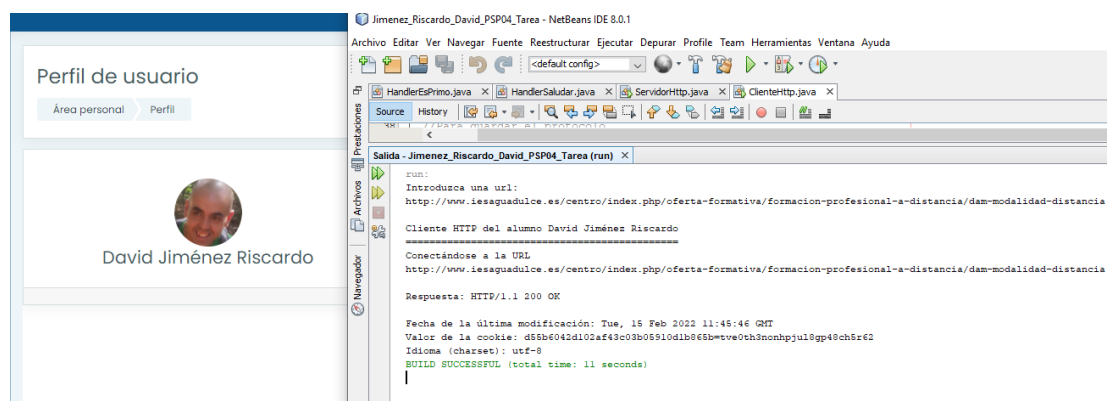 Perfil de usuario
Área personal
Perfil
David Jiménez Riscardo
Jimenez_Riscardo_David_PSP04_Tarea - NetBeans IDE 8.0.1
Archivo Editar Ver Navegar Fuente Reestructurar Ejecutar Depurar Profile Team Herramientas Ventana Ayuda
<default config>
HandlerEsPrimo.java
HandlerSaludar.java
ServidorHttp.java
ClienteHttp.java
Source
History
38
//Para guardar el protocolo
Prestaciones
Archivos
Navegador
Salida - Jimenez_Riscardo_David_PSP04_Tarea (run)
run:
Introduzca una url:
http://www.iesaguadulce.es/centro/index.php/oferta-formativa/formacion-profesional-a-distancia/dam-modalidad-distancia
Cliente HTTP del alumno David Jiménez Riscardo
===============================================
Conectándose a la URL
http://www.iesaguadulce.es/centro/index.php/oferta-formativa/formacion-profesional-a-distancia/dam-modalidad-distancia
Respuesta: HTTP/1.1 200 OK
Fecha de la última modificación: Tue, 15 Feb 2022 11:45:46 GMT
Valor de la cookie: d55b6042d102af43c03b05910d1b865b=tve0th3nonhpjul8gp48ch5r62
Idioma (charset): utf-8
BUILD SUCCESSFUL (total time: 11 seconds)